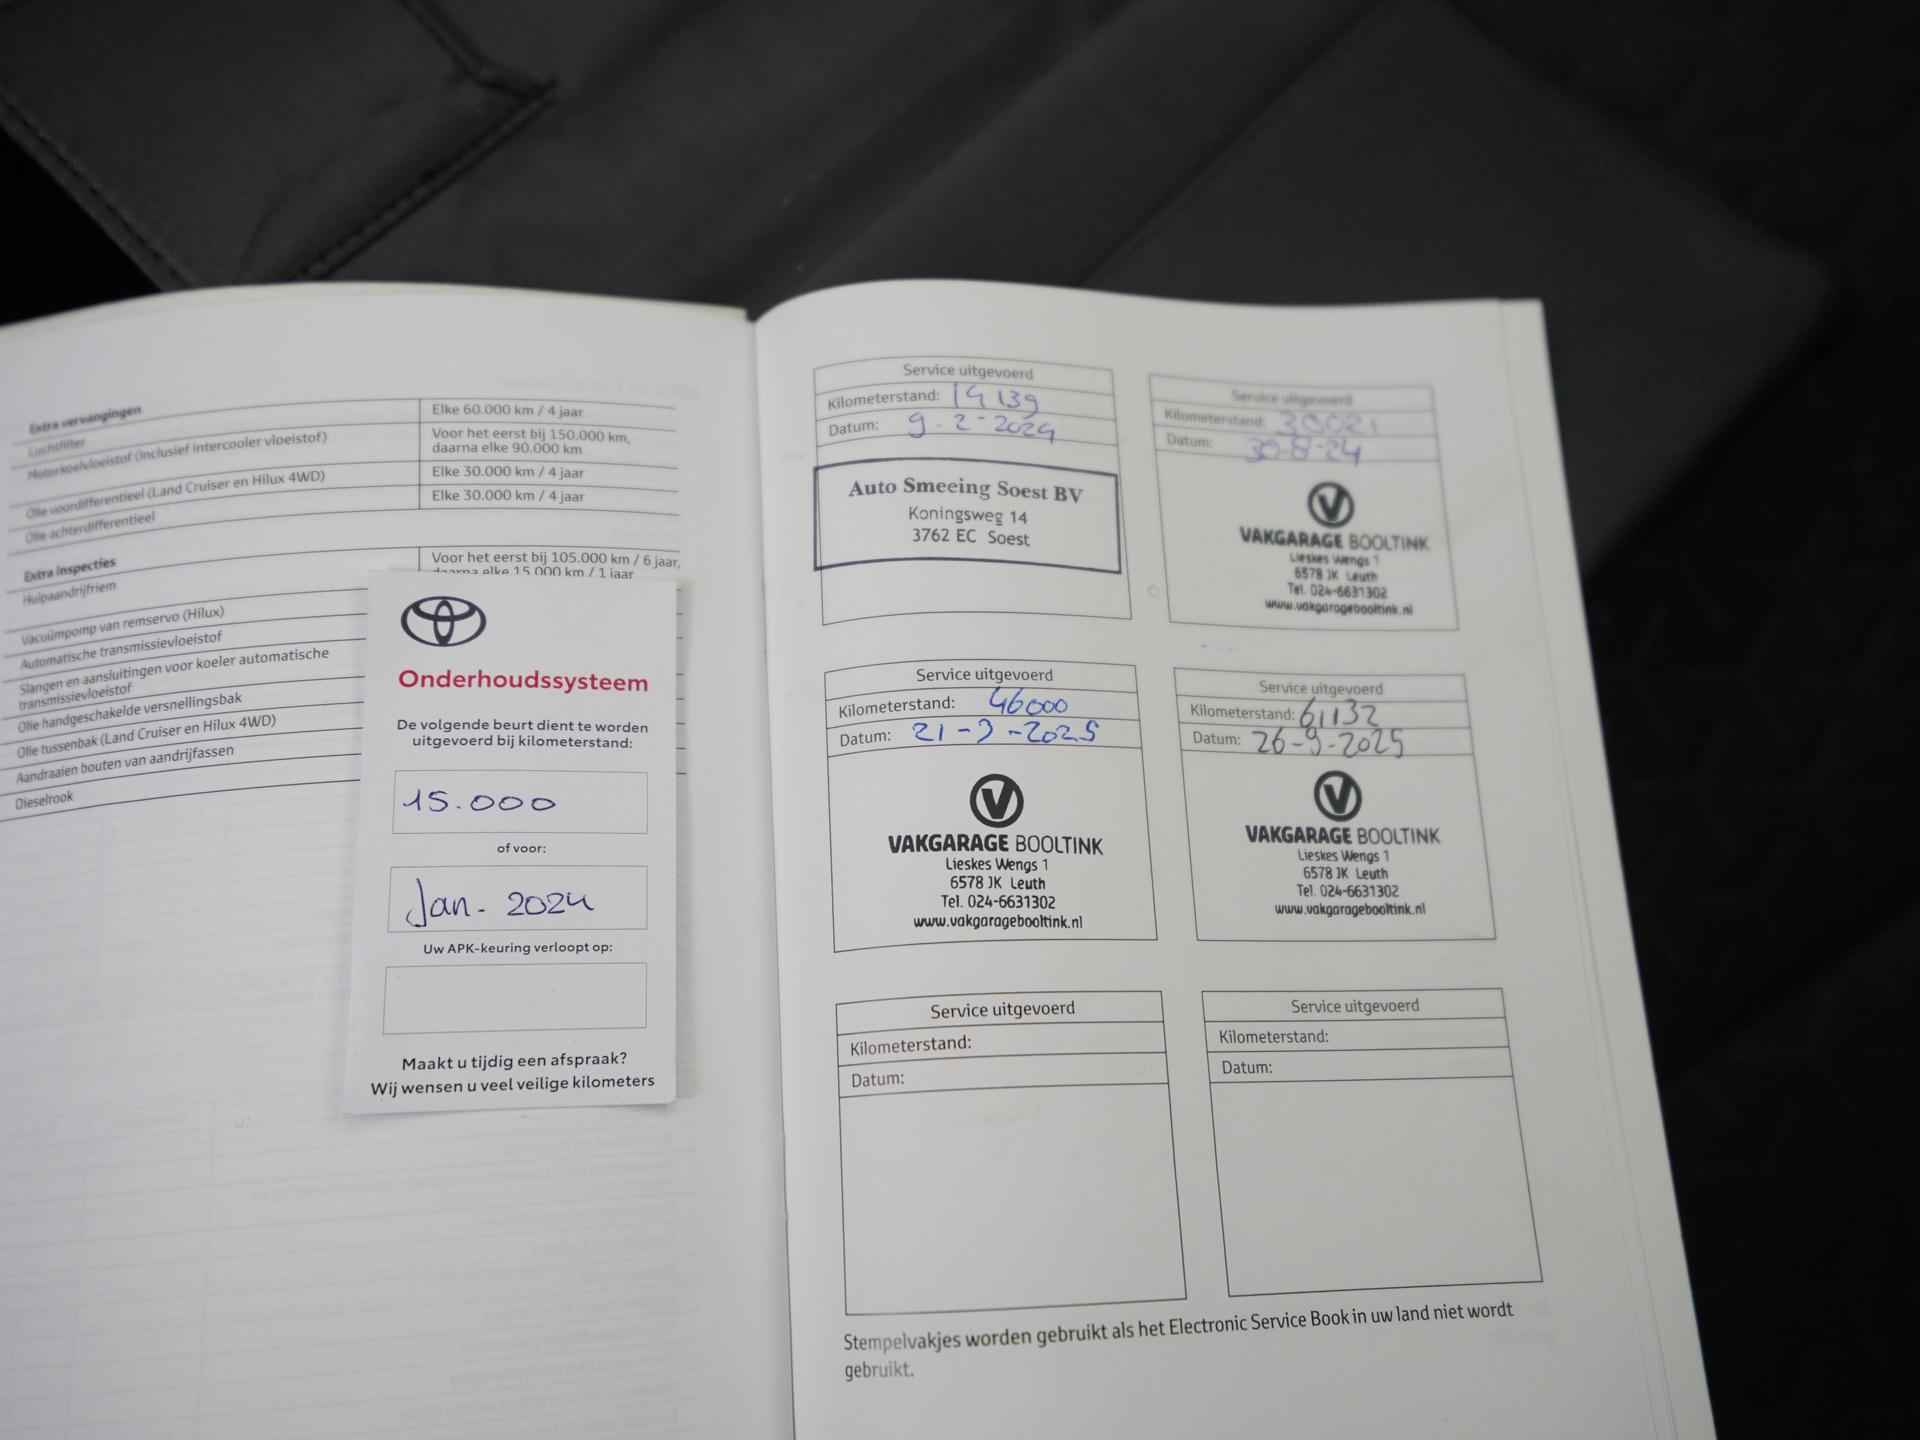 Extra vervangingen
Luchtfilter
Elke 60.000 km / 4 jaar
Motorkoelvloeistof (inclusief intercooler vloeistof)
Voor het eerst bij 150.000 km,
daarna elke 90.000 km
Olie voordifferentieel (Land Cruiser en Hilux 4WD)
Elke 30.000 km / 4 jaar
Olie achterdifferentieel
Elke 30.000 km / 4 jaar
Extra inspecties
Hulpaandrijfriem
Voor het eerst bij 105.000 km / 6 jaar,
daarna elke 15.000 km / 1 jaar
Vacuümpomp van remservo (Hilux)
Automatische transmissievloeistof
Slangen en aansluitingen voor koeler automatische
transmissievloeistof
Olie handgeschakelde versnellingsbak
Olie tussenbak (Land Cruiser en Hilux 4WD)
Aandraaien bouten van aandrijfassen
Dieselrook
Onderhoudssysteem
De volgende beurt dient te worden
uitgevoerd bij kilometerstand:
15.000
of voor:
Jan. 2024
Uw APK-keuring verloopt op:
Maakt u tijdig een afspraak?
Wij wensen u veel veilige kilometers
Service uitgevoerd
Kilometerstand: 14139
Datum: 9-2-2024
Auto Smeeing Soest BV
Koningsweg 14
3762 EC Soest
Service uitgevoerd
Kilometerstand: 30021
Datum: 30-8-24
VAKGARAGE BOOLTINK
Lieskes Wengs 1
6578 JK Leuth
Tel. 024-6631302
www.vakgaragebooltink.nl
Service uitgevoerd
Kilometerstand: 46000
Datum: 21-3-2025
VAKGARAGE BOOLTINK
Lieskes Wengs 1
6578 JK Leuth
Tel. 024-6631302
www.vakgaragebooltink.nl
Service uitgevoerd
Kilometerstand: 61132
Datum: 26-9-2025
VAKGARAGE BOOLTINK
Lieskes Wengs 1
6578 JK Leuth
Tel. 024-6631302
www.vakgaragebooltink.nl
Service uitgevoerd
Kilometerstand:
Datum:
Service uitgevoerd
Kilometerstand:
Datum:
Stempelvakjes worden gebruikt als het Electronic Service Book in uw land niet wordt
gebruikt.